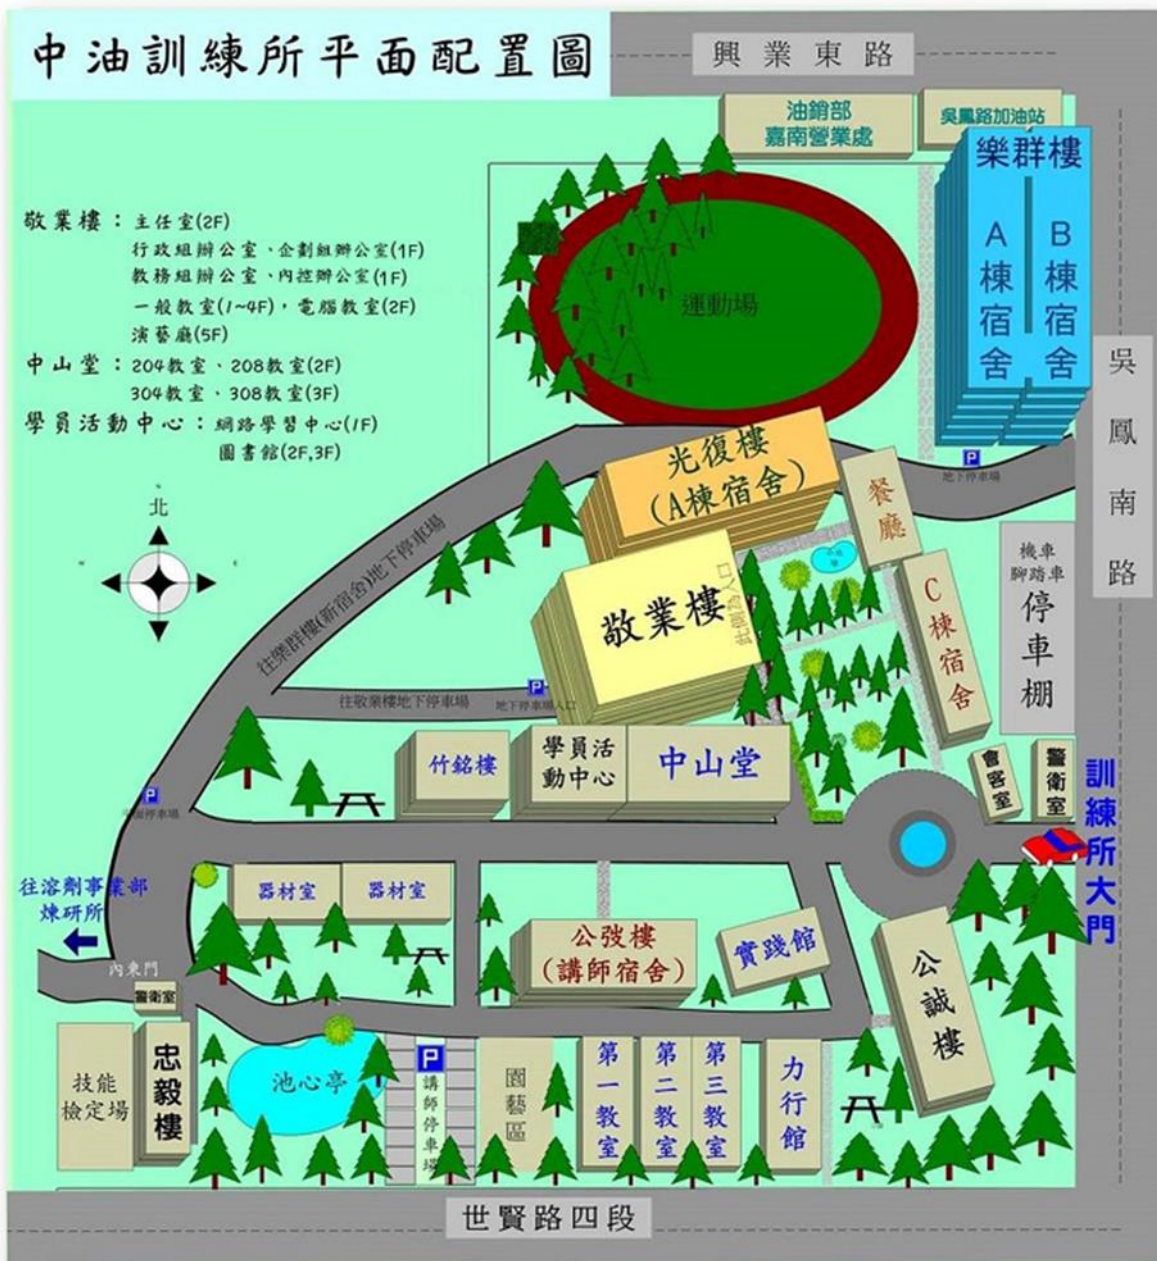 中油訓練所平面配置圖
興業東路
油銷部
嘉南營業處
吳鳳路加油站
樂群樓
A棟宿舍
B棟宿舍
敬業樓：主任室(2F)
行政組辦公室、企劃組辦公室(1F)
教務組辦公室、內控辦公室(1F)
一般教室(1~4F)，電腦教室(2F)
演藝廳(5F)
中山堂：204教室、208教室(2F)
304教室、308教室(3F)
學員活動中心：網路學習中心(1F)
圖書館(2F,3F)
運動場
吳鳳南路
光復樓
(A棟宿舍)
餐廳
P
地下停車場
北
往樂群樓(新宿舍)地下停車場
敬業樓
此側為入口
C棟宿舍
機車
腳踏車
停車棚
往敬業樓地下停車場
P
地下停車場入口
竹銘樓
學員活
動中心
中山堂
會客室
警衛室
訓練所大門
P
往溶劑事業部
煉研所
器材室
器材室
公弢樓
(講師宿舍)
實踐館
公誠樓
內東門
警衛室
技能
檢定場
忠毅樓
池心亭
P
講師停車場
園藝區
第一教室
第二教室
第三教室
力行館
世賢路四段